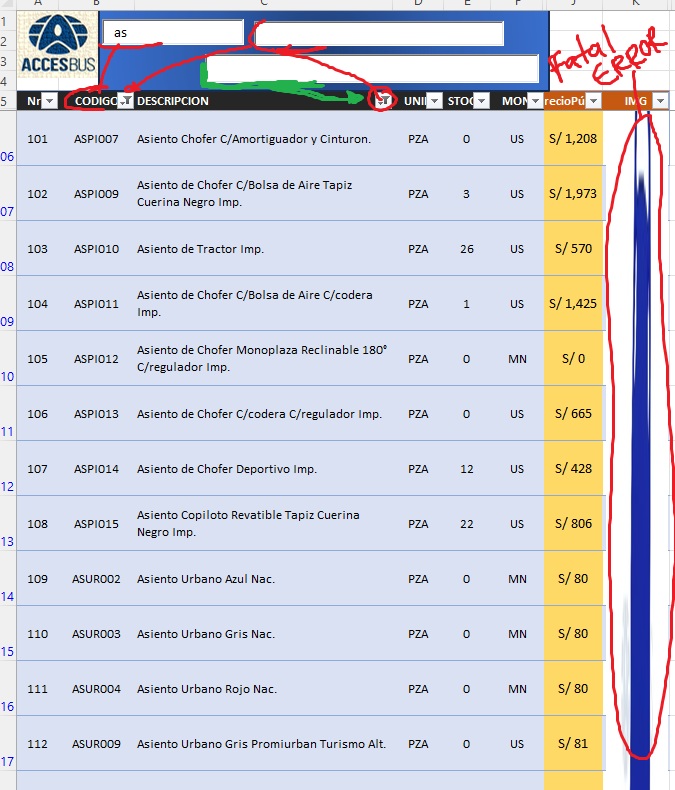 A B C D E F J K
1
2
3
4
5
as
ACCESBUS
Fatal
ERROR
Nr CODIGO DESCRIPCION UNI STOC MON recioPú IMG
06 101 ASPI007 Asiento Chofer C/Amortiguador y Cinturon. PZA 0 US S/ 1,208
07 102 ASPI009 Asiento de Chofer C/Bolsa de Aire Tapiz
Cuerina Negro Imp. PZA 3 US S/ 1,973
08 103 ASPI010 Asiento de Tractor Imp. PZA 26 US S/ 570
09 104 ASPI011 Asiento de Chofer C/Bolsa de Aire C/codera
Imp. PZA 1 US S/ 1,425
10 105 ASPI012 Asiento de Chofer Monoplaza Reclinable 180°
C/regulador Imp. PZA 0 MN S/ 0
11 106 ASPI013 Asiento de Chofer C/codera C/regulador Imp. PZA 0 US S/ 665
12 107 ASPI014 Asiento de Chofer Deportivo Imp. PZA 12 US S/ 428
13 108 ASPI015 Asiento Copiloto Revatible Tapiz Cuerina
Negro Imp. PZA 22 US S/ 806
14 109 ASUR002 Asiento Urbano Azul Nac. PZA 0 MN S/ 80
15 110 ASUR003 Asiento Urbano Gris Nac. PZA 0 MN S/ 80
16 111 ASUR004 Asiento Urbano Rojo Nac. PZA 0 MN S/ 80
17 112 ASUR009 Asiento Urbano Gris Promiurban Turismo Alt. PZA 0 US S/ 81